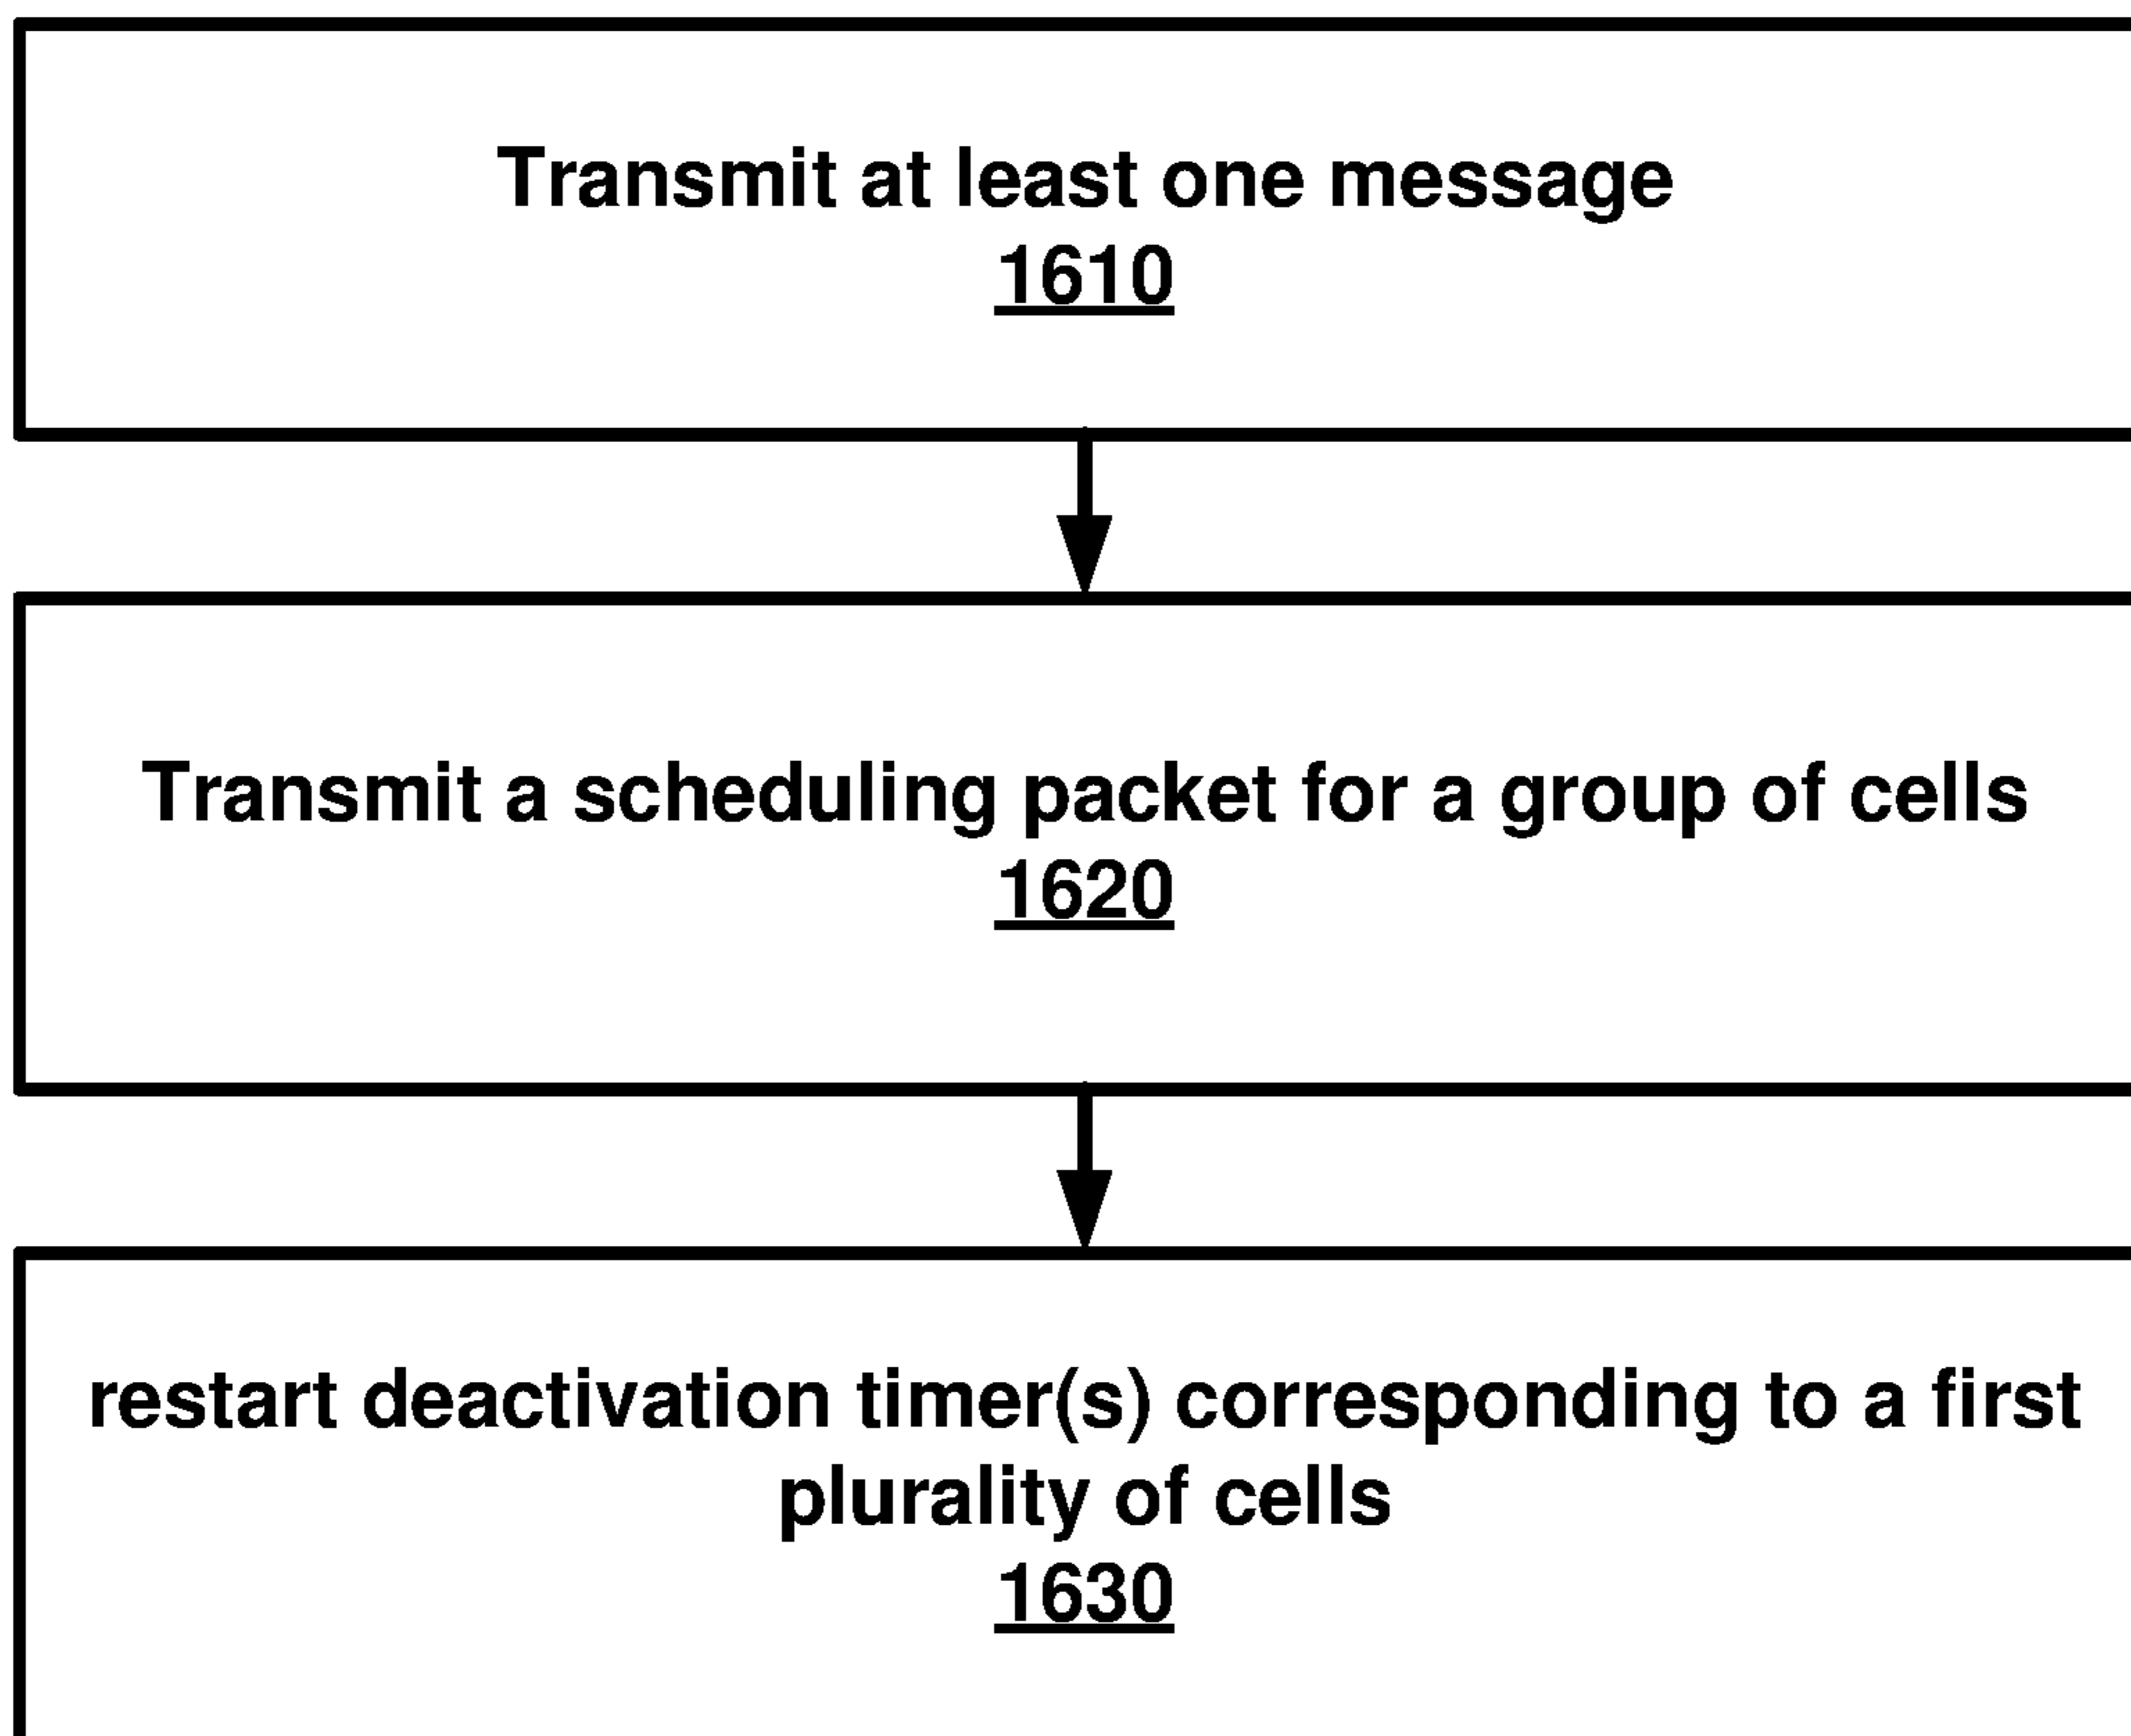 Transmit at least one message
1610
Transmit a scheduling packet for a group of cells
1620
restart deactivation timer(s) corresponding to a first
plurality of cells
1630